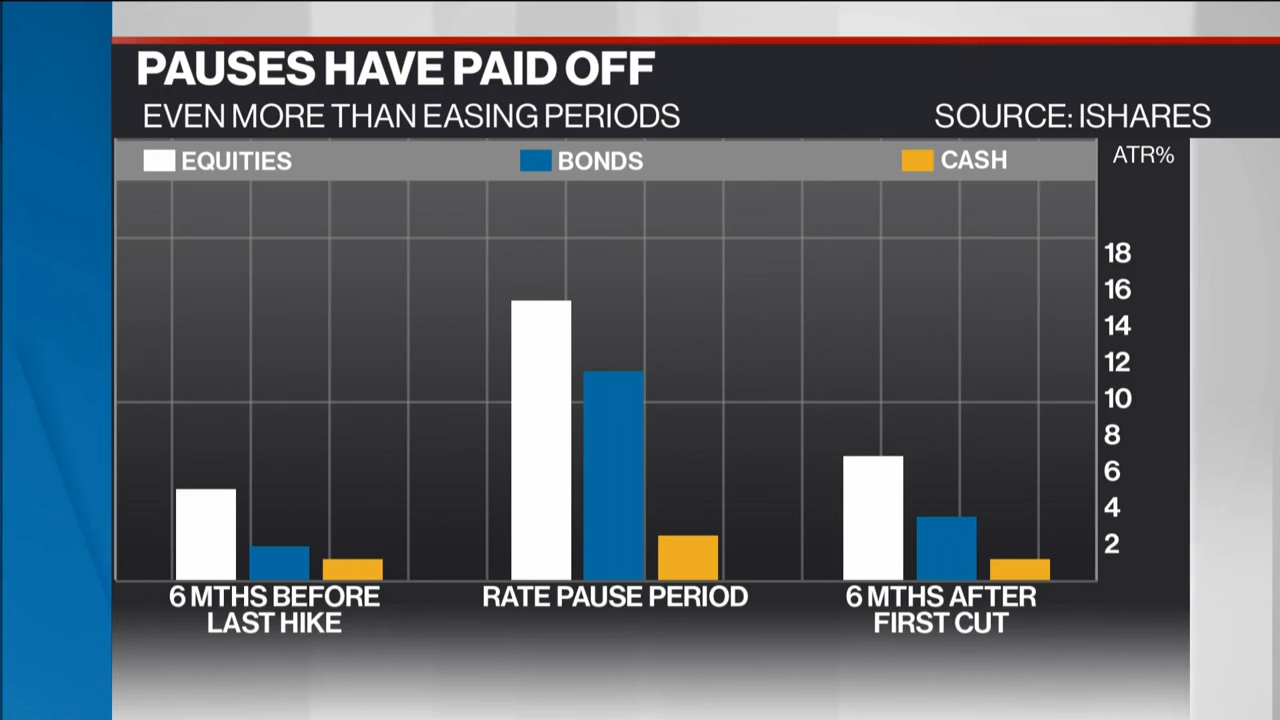 PAUSES HAVE PAID OFF
EVEN MORE THAN EASING PERIODS
SOURCE: ISHARES
EQUITIES
BONDS
CASH
ATR%
18
16
14
12
10
8
6
4
2
6 MTHS BEFORE
LAST HIKE
RATE PAUSE PERIOD
6 MTHS AFTER
FIRST CUT